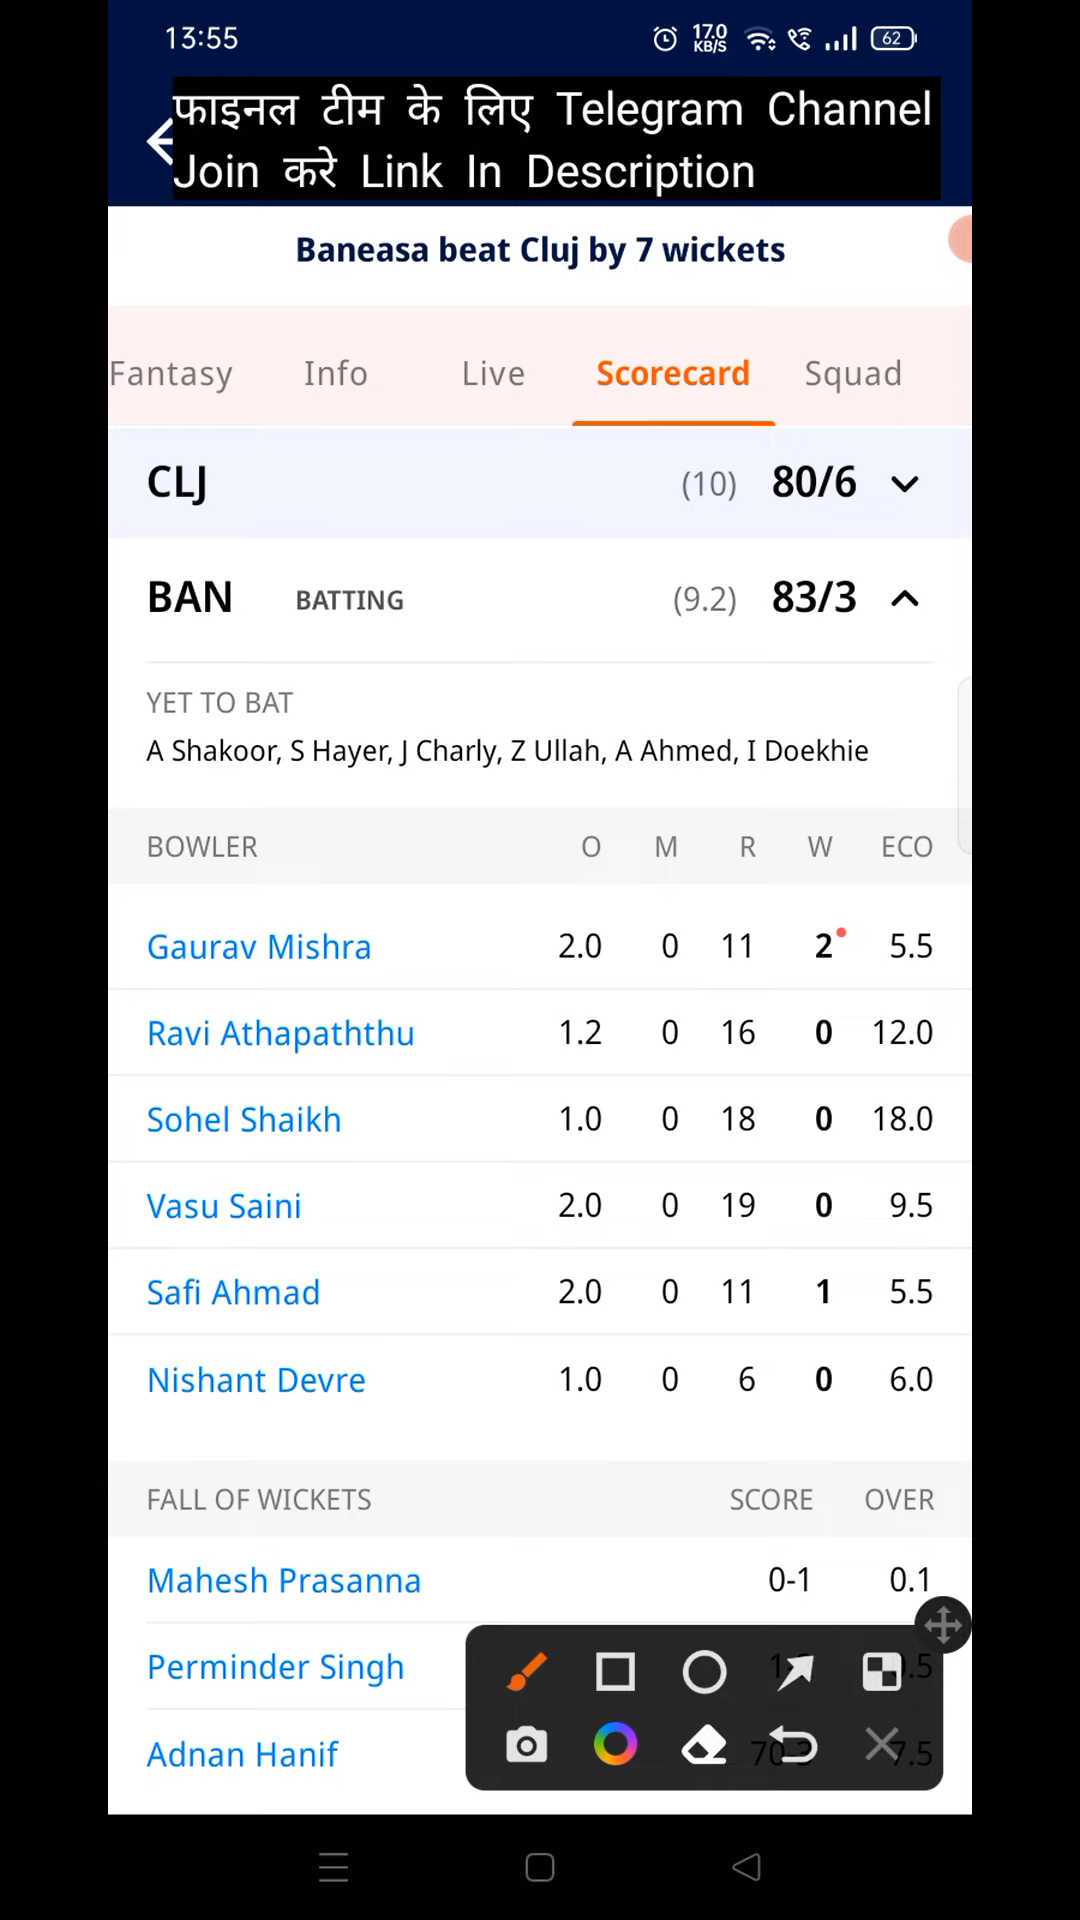 13:55 17.0 KB/S 62
फाइनल टीम के लिए Telegram Channel
Join करे Link In Description
Baneasa beat Cluj by 7 wickets
Fantasy Info Live Scorecard Squad
CLJ (10) 80/6
BAN BATTING (9.2) 83/3
YET TO BAT
A Shakoor, S Hayer, J Charly, Z Ullah, A Ahmed, I Doekhie
BOWLER O M R W ECO
Gaurav Mishra 2.0 0 11 2 5.5
Ravi Athapaththu 1.2 0 16 0 12.0
Sohel Shaikh 1.0 0 18 0 18.0
Vasu Saini 2.0 0 19 0 9.5
Safi Ahmad 2.0 0 11 1 5.5
Nishant Devre 1.0 0 6 0 6.0
FALL OF WICKETS SCORE OVER
Mahesh Prasanna 0-1 0.1
Perminder Singh
Adnan Hanif 70-3 7.5